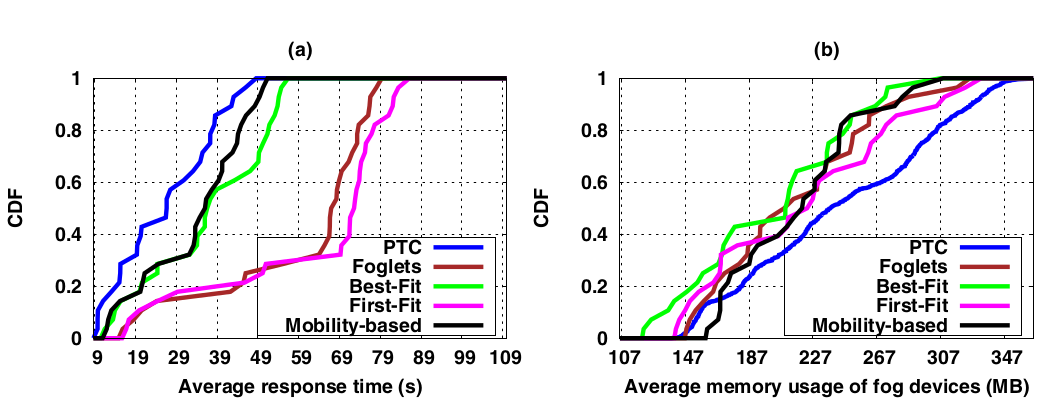 (a)
1
0.8
0.6
0.4
0.2
0
CDF
PTC
Foglets
Best-Fit
First-Fit
Mobility-based
9 19 29 39 49 59 69 79 89 99 109
Average response time (s)
(b)
1
0.8
0.6
0.4
0.2
0
CDF
PTC
Foglets
Best-Fit
First-Fit
Mobility-based
107 147 187 227 267 307 347
Average memory usage of fog devices (MB)